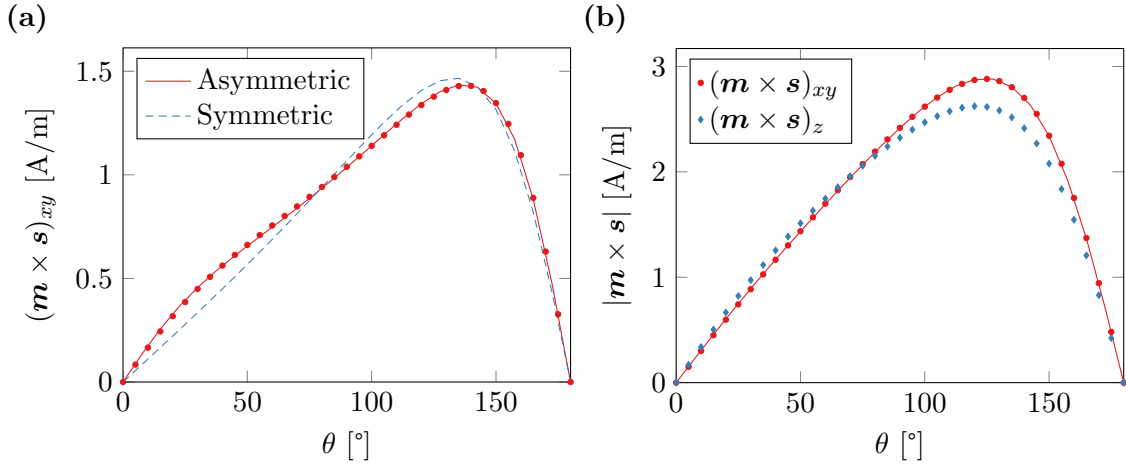 (a)
(m × s)xy [A/m]
1.5
1
0.5
0
Asymmetric
Symmetric
0
50
100
150
θ [°]
(b)
|m × s| [A/m]
3
2
1
0
(m × s)xy
(m × s)z
0
50
100
150
θ [°]